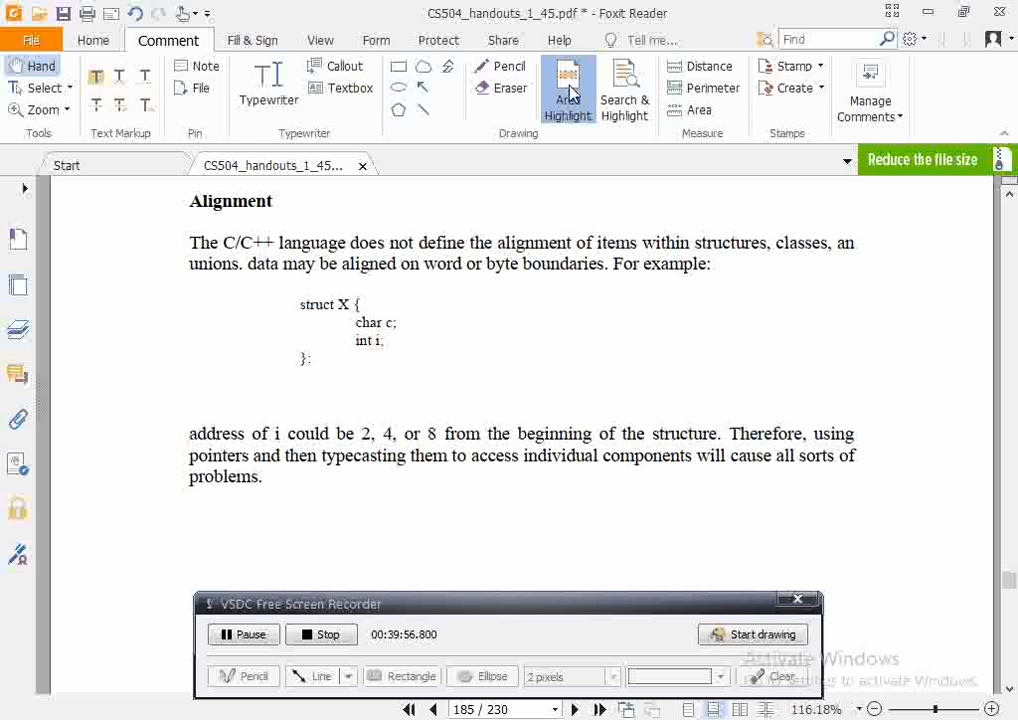 CS504_handouts_1_45.pdf * - Foxit Reader
File Home Comment Fill & Sign View Form Protect Share Help Tell me... Find
Hand
Select
Zoom
Tools
T T T
T T T
Text Markup
Note
File
Pin
Typewriter
Callout
Textbox
Typewriter
Pencil
Eraser
Area Highlight
Search & Highlight
Drawing
Distance
Perimeter
Area
Measure
Stamp
Create
Stamps
Manage Comments
Start CS504_handouts_1_45... Reduce the file size
Alignment
The C/C++ language does not define the alignment of items within structures, classes, an
unions. data may be aligned on word or byte boundaries. For example:
struct X {
char c;
int i;
};
address of i could be 2, 4, or 8 from the beginning of the structure. Therefore, using
pointers and then typecasting them to access individual components will cause all sorts of
problems.
VSDC Free Screen Recorder
Pause Stop 00:39:56.800 Start drawing
Pencil Line Rectangle Ellipse 2 pixels Clear
Activate Windows
to activate Windows.
185 / 230 116.18%